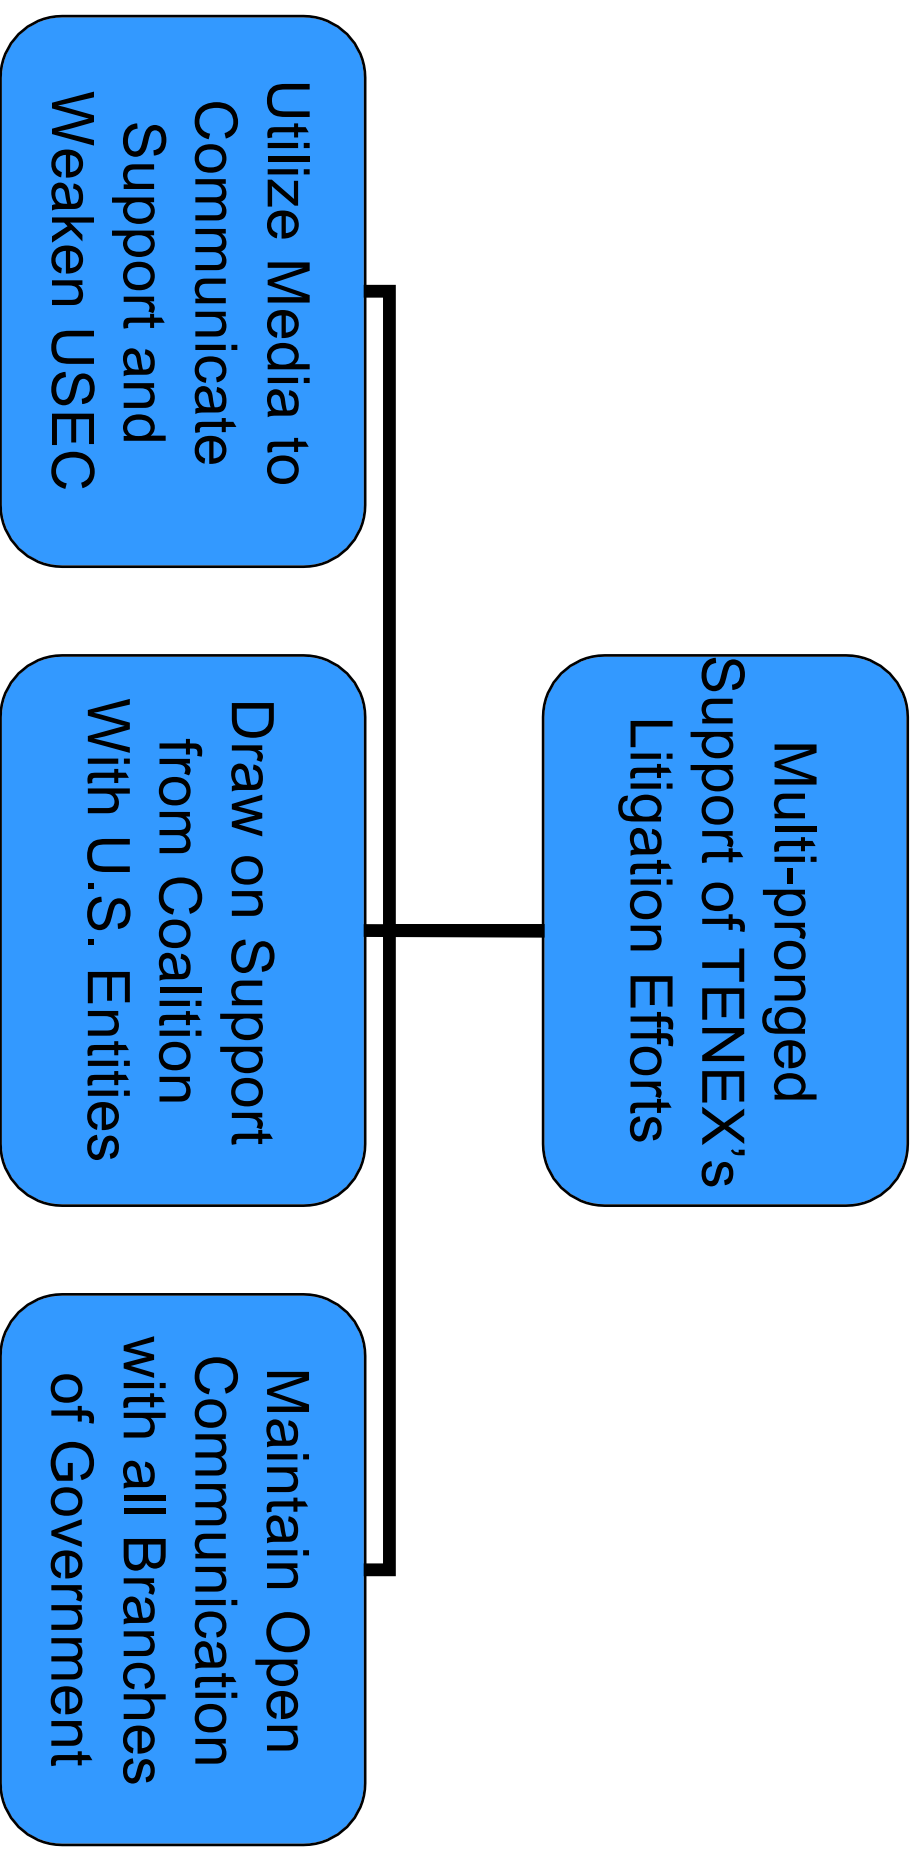 Multi-pronged
Support of TENEX’s
Litigation Efforts
Utilize Media to
Communicate
Support and
Weaken USEC
Draw on Support
from Coalition
With U.S. Entities
Maintain Open
Communication
with all Branches
of Government